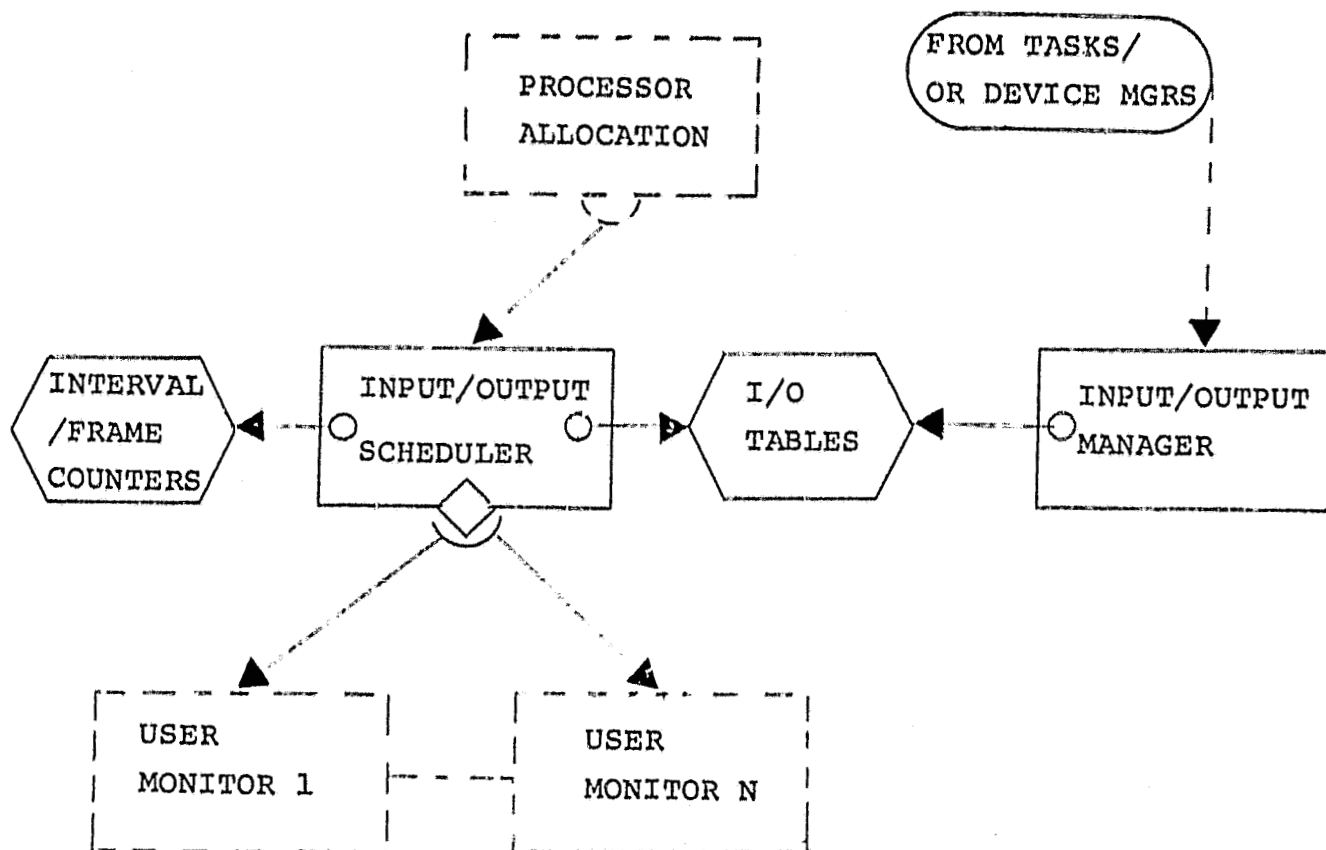 PROCESSOR
ALLOCATION
FROM TASKS/
OR DEVICE MGRS
INTERVAL
/FRAME
COUNTERS
INPUT/OUTPUT
SCHEDULER
I/O
TABLES
INPUT/OUTPUT
MANAGER
USER
MONITOR 1
USER
MONITOR N